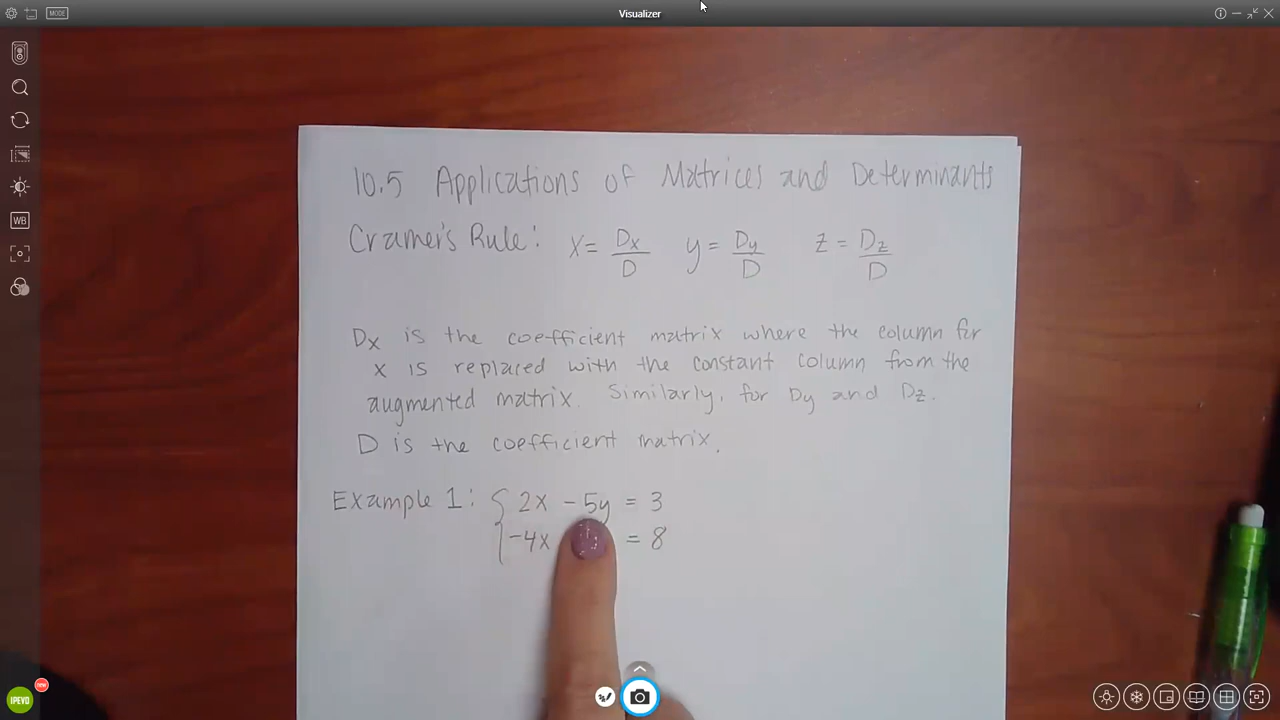 MODE
Visualizer
WB
10.5 Applications of Matrices and Determinants
Cramer's Rule: x = Dx/D y = Dy/D z = Dz/D
Dx is the coefficient matrix where the column for
x is replaced with the constant column from the
augmented matrix. Similarly, for Dy and Dz.
D is the coefficient matrix.
Example 1: { 2x - 5y = 3
-4x = 8
IPEVO
new